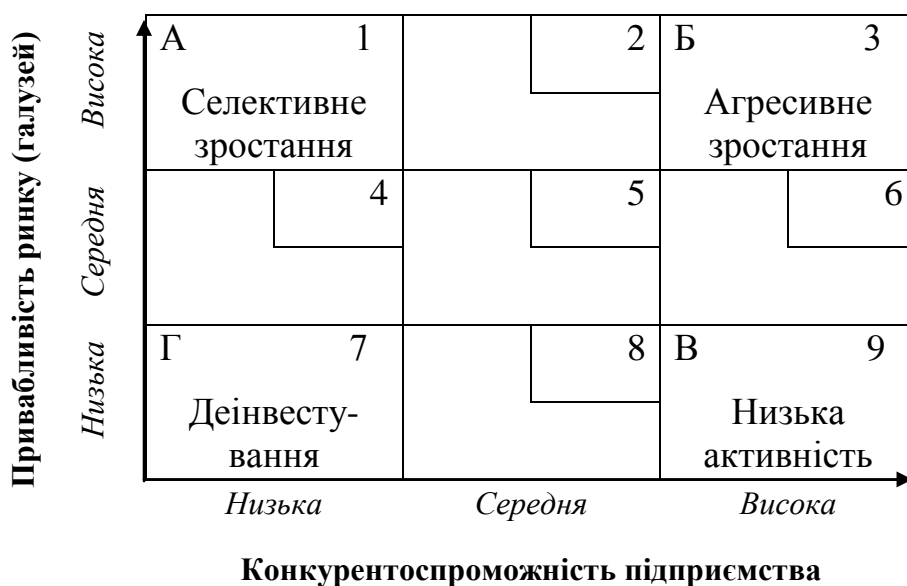 Привабливість ринку (галузей)
Висока
Середня
Низька
А 1
Селективне
зростання
2
Б 3
Агресивне
зростання
4
5
6
Г 7
Деінвесту-
вання
8
В 9
Низька
активність
Низька
Середня
Висока
Конкурентоспроможність підприємства